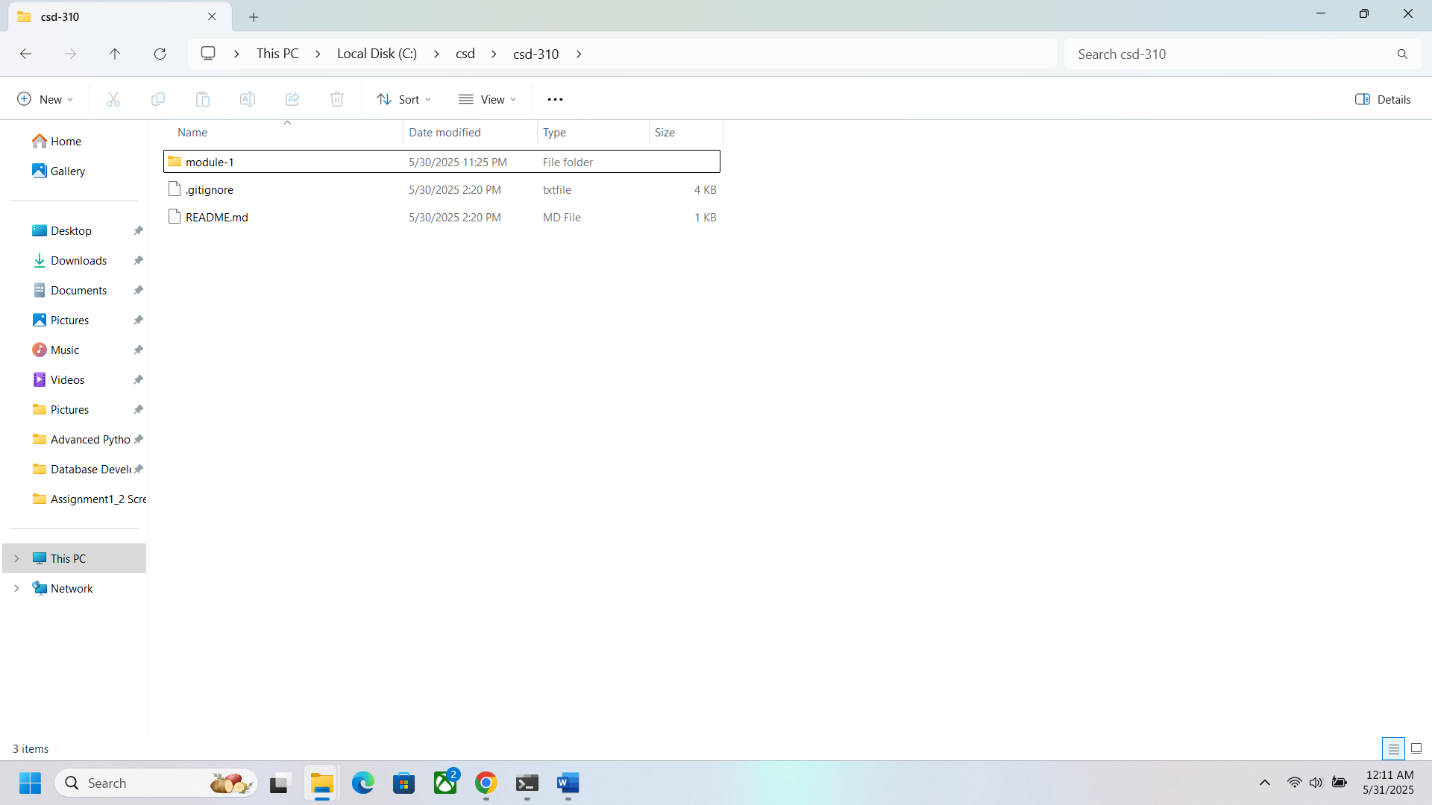 csd-310
This PC
Local Disk (C:)
csd
csd-310
Search csd-310
New
Sort
View
Details
Name
Date modified
Type
Size
Home
Gallery
Desktop
Downloads
Documents
Pictures
Music
Videos
Pictures
Advanced Pytho
Database Devel
Assignment1_2 Scre
This PC
Network
module-1 5/30/2025 11:25 PM File folder
.gitignore 5/30/2025 2:20 PM txtfile 4 KB
README.md 5/30/2025 2:20 PM MD File 1 KB
3 items
Search
2
12:11 AM
5/31/2025